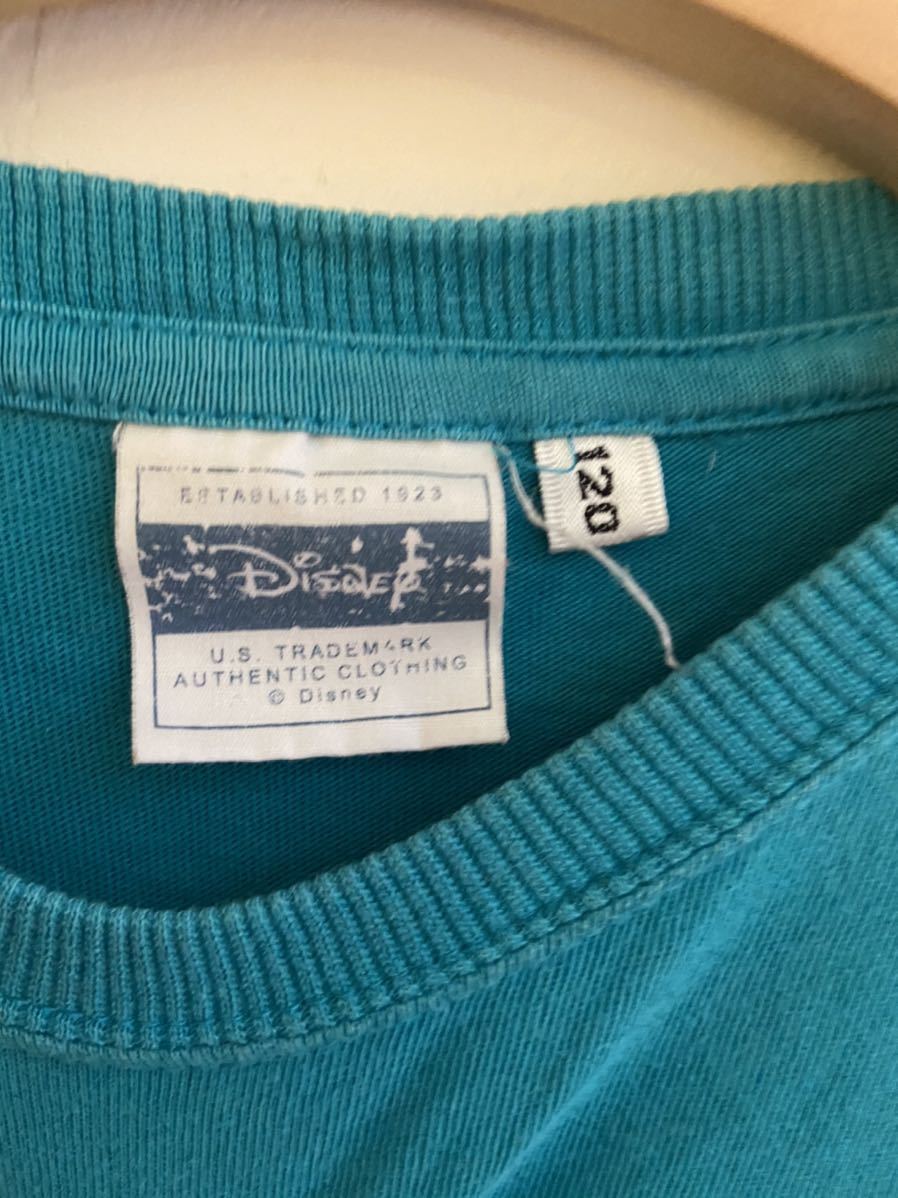 ESTABLISHED 1923
Disney
U.S. TRADEMARK
AUTHENTIC CLOTHING
© Disney
120